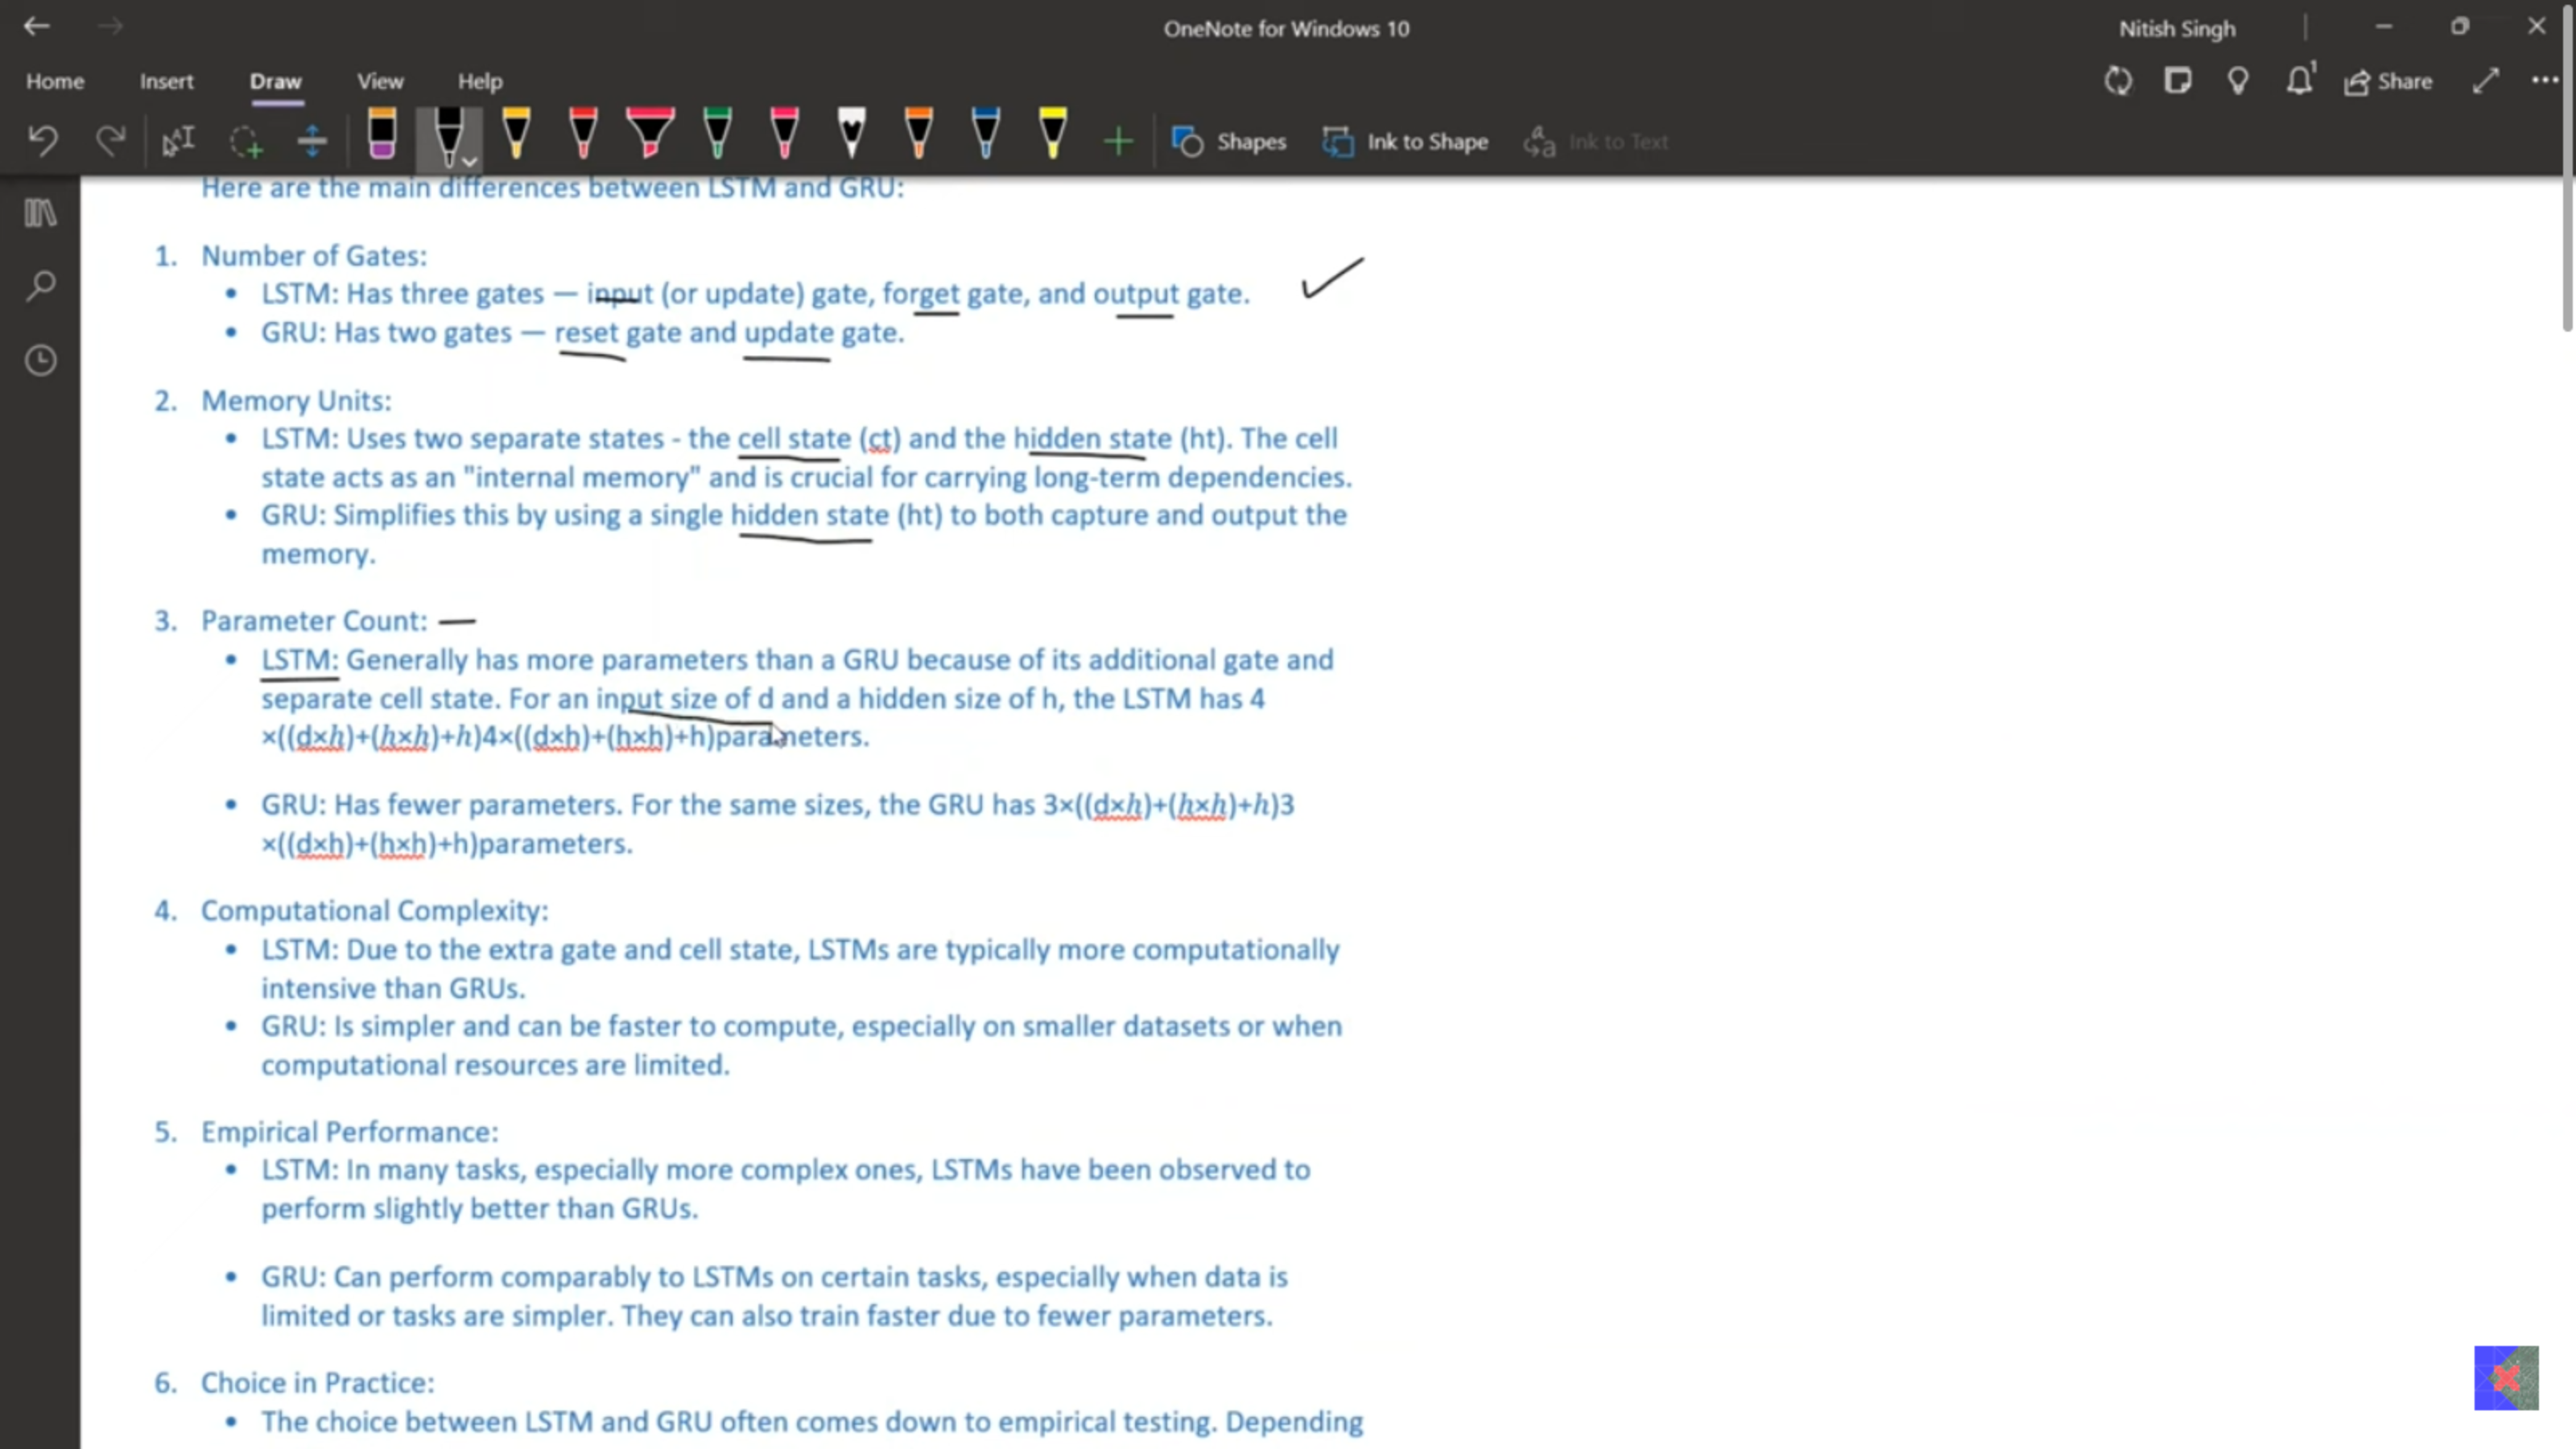 OneNote for Windows 10
Nitish Singh
Home Insert Draw View Help
1
Share
Shapes Ink to Shape Ink to Text
Here are the main differences between LSTM and GRU:
1. Number of Gates:
• LSTM: Has three gates — input (or update) gate, forget gate, and output gate.
• GRU: Has two gates — reset gate and update gate.
2. Memory Units:
• LSTM: Uses two separate states - the cell state (ct) and the hidden state (ht). The cell
state acts as an "internal memory" and is crucial for carrying long-term dependencies.
• GRU: Simplifies this by using a single hidden state (ht) to both capture and output the
memory.
3. Parameter Count:
• LSTM: Generally has more parameters than a GRU because of its additional gate and
separate cell state. For an input size of d and a hidden size of h, the LSTM has 4
×((d×h)+(h×h)+h)4×((d×h)+(h×h)+h)parameters.
• GRU: Has fewer parameters. For the same sizes, the GRU has 3×((d×h)+(h×h)+h)3
×((d×h)+(h×h)+h)parameters.
4. Computational Complexity:
• LSTM: Due to the extra gate and cell state, LSTMs are typically more computationally
intensive than GRUs.
• GRU: Is simpler and can be faster to compute, especially on smaller datasets or when
computational resources are limited.
5. Empirical Performance:
• LSTM: In many tasks, especially more complex ones, LSTMs have been observed to
perform slightly better than GRUs.
• GRU: Can perform comparably to LSTMs on certain tasks, especially when data is
limited or tasks are simpler. They can also train faster due to fewer parameters.
6. Choice in Practice:
• The choice between LSTM and GRU often comes down to empirical testing. Depending